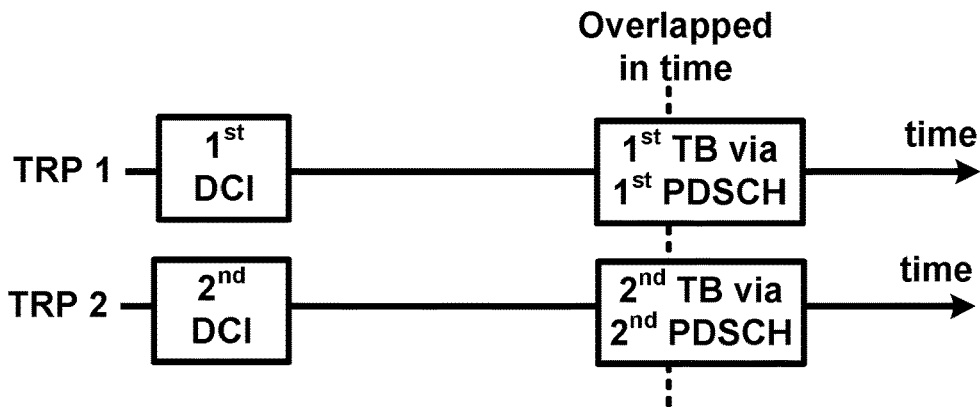 Overlapped
in time
time
TRP 1
1st
DCI
1st TB via
1st PDSCH
time
TRP 2
2nd
DCI
2nd TB via
2nd PDSCH